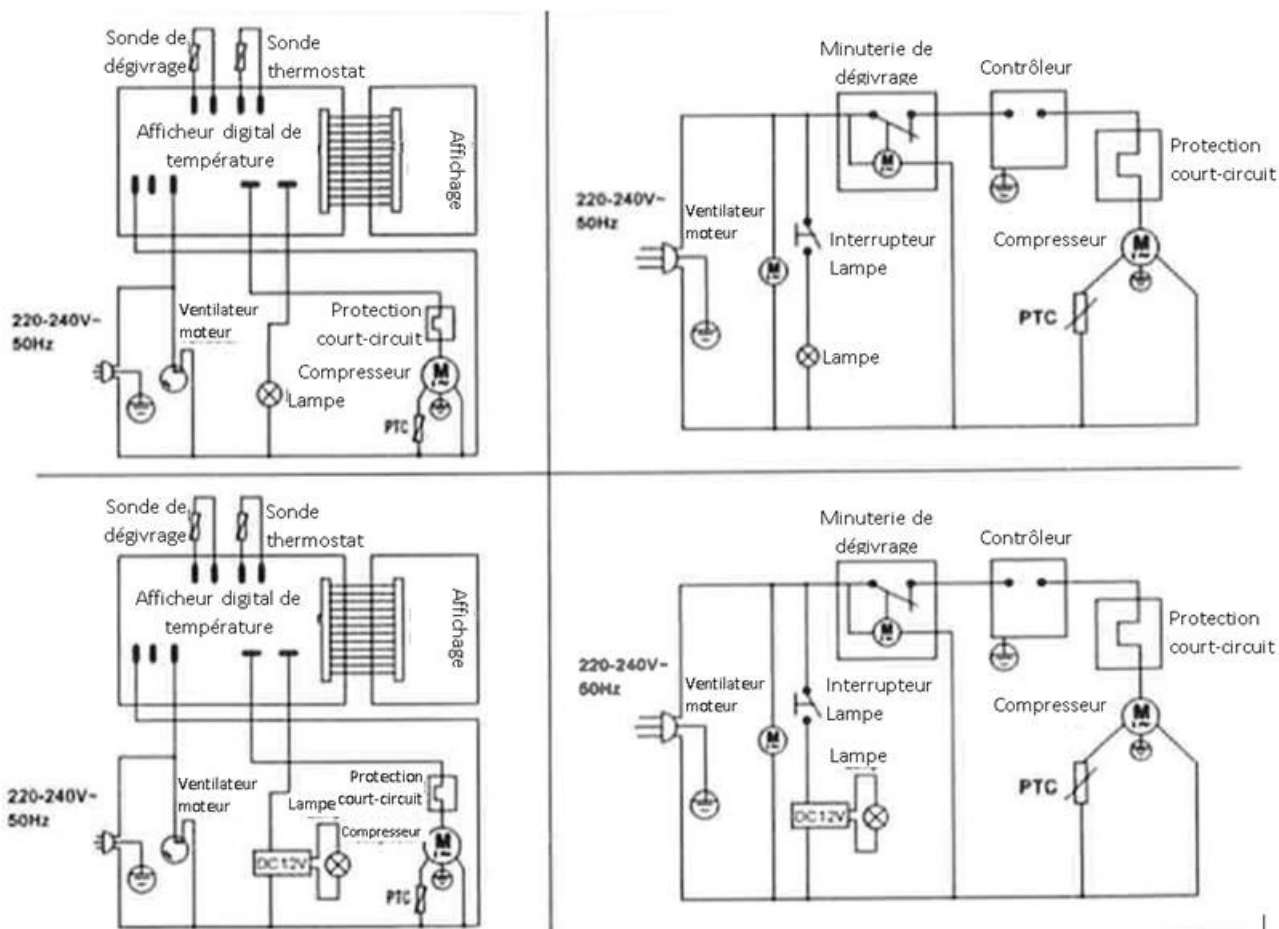 Sonde de
dégivrage
Sonde
thermostat
Afficheur digital de
température
Affichage
220-240V~
50Hz
Ventilateur
moteur
Protection
court-circuit
Compresseur
M
~
Lampe
PTC
Minuterie de
dégivrage
Contrôleur
M
~
Protection
court-circuit
220-240V~
50Hz
Ventilateur
moteur
Interrupteur
Lampe
M
~
Compresseur
M
~
PTC
Lampe
Sonde de
dégivrage
Sonde
thermostat
Afficheur digital de
température
Affichage
220-240V~
50Hz
Ventilateur
moteur
Protection
court-circuit
Lampe
Compresseur
M
~
DC 12V
PTC
Minuterie de
dégivrage
Contrôleur
M
~
Protection
court-circuit
220-240V~
50Hz
Ventilateur
moteur
Interrupteur
Lampe
M
~
Compresseur
M
~
Lampe
DC 12V
PTC